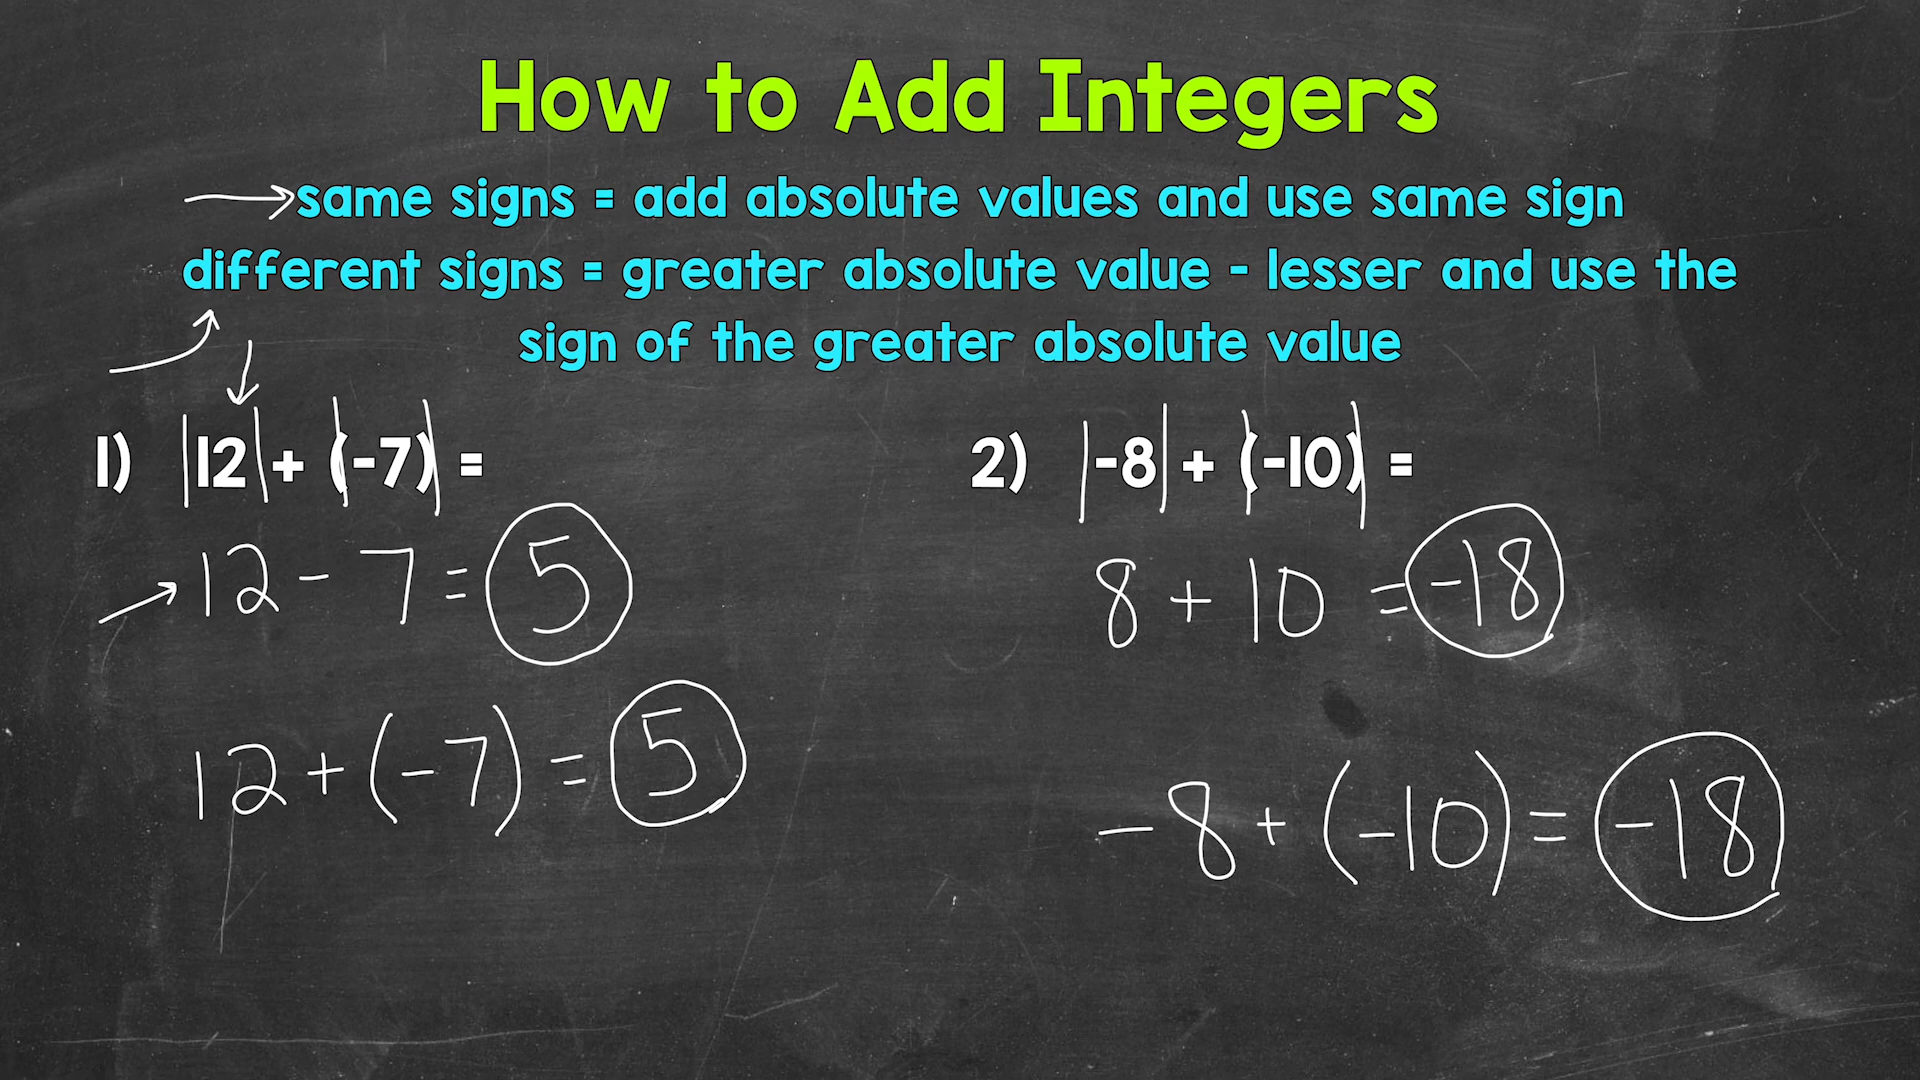 How to Add Integers
same signs = add absolute values and use same sign
different signs = greater absolute value - lesser and use the
sign of the greater absolute value
1) |12| + |(-7)| =
12 - 7 = 5
12 + (-7) = 5
2) |-8| + |(-10)| =
8 + 10 = -18
-8 + (-10) = -18